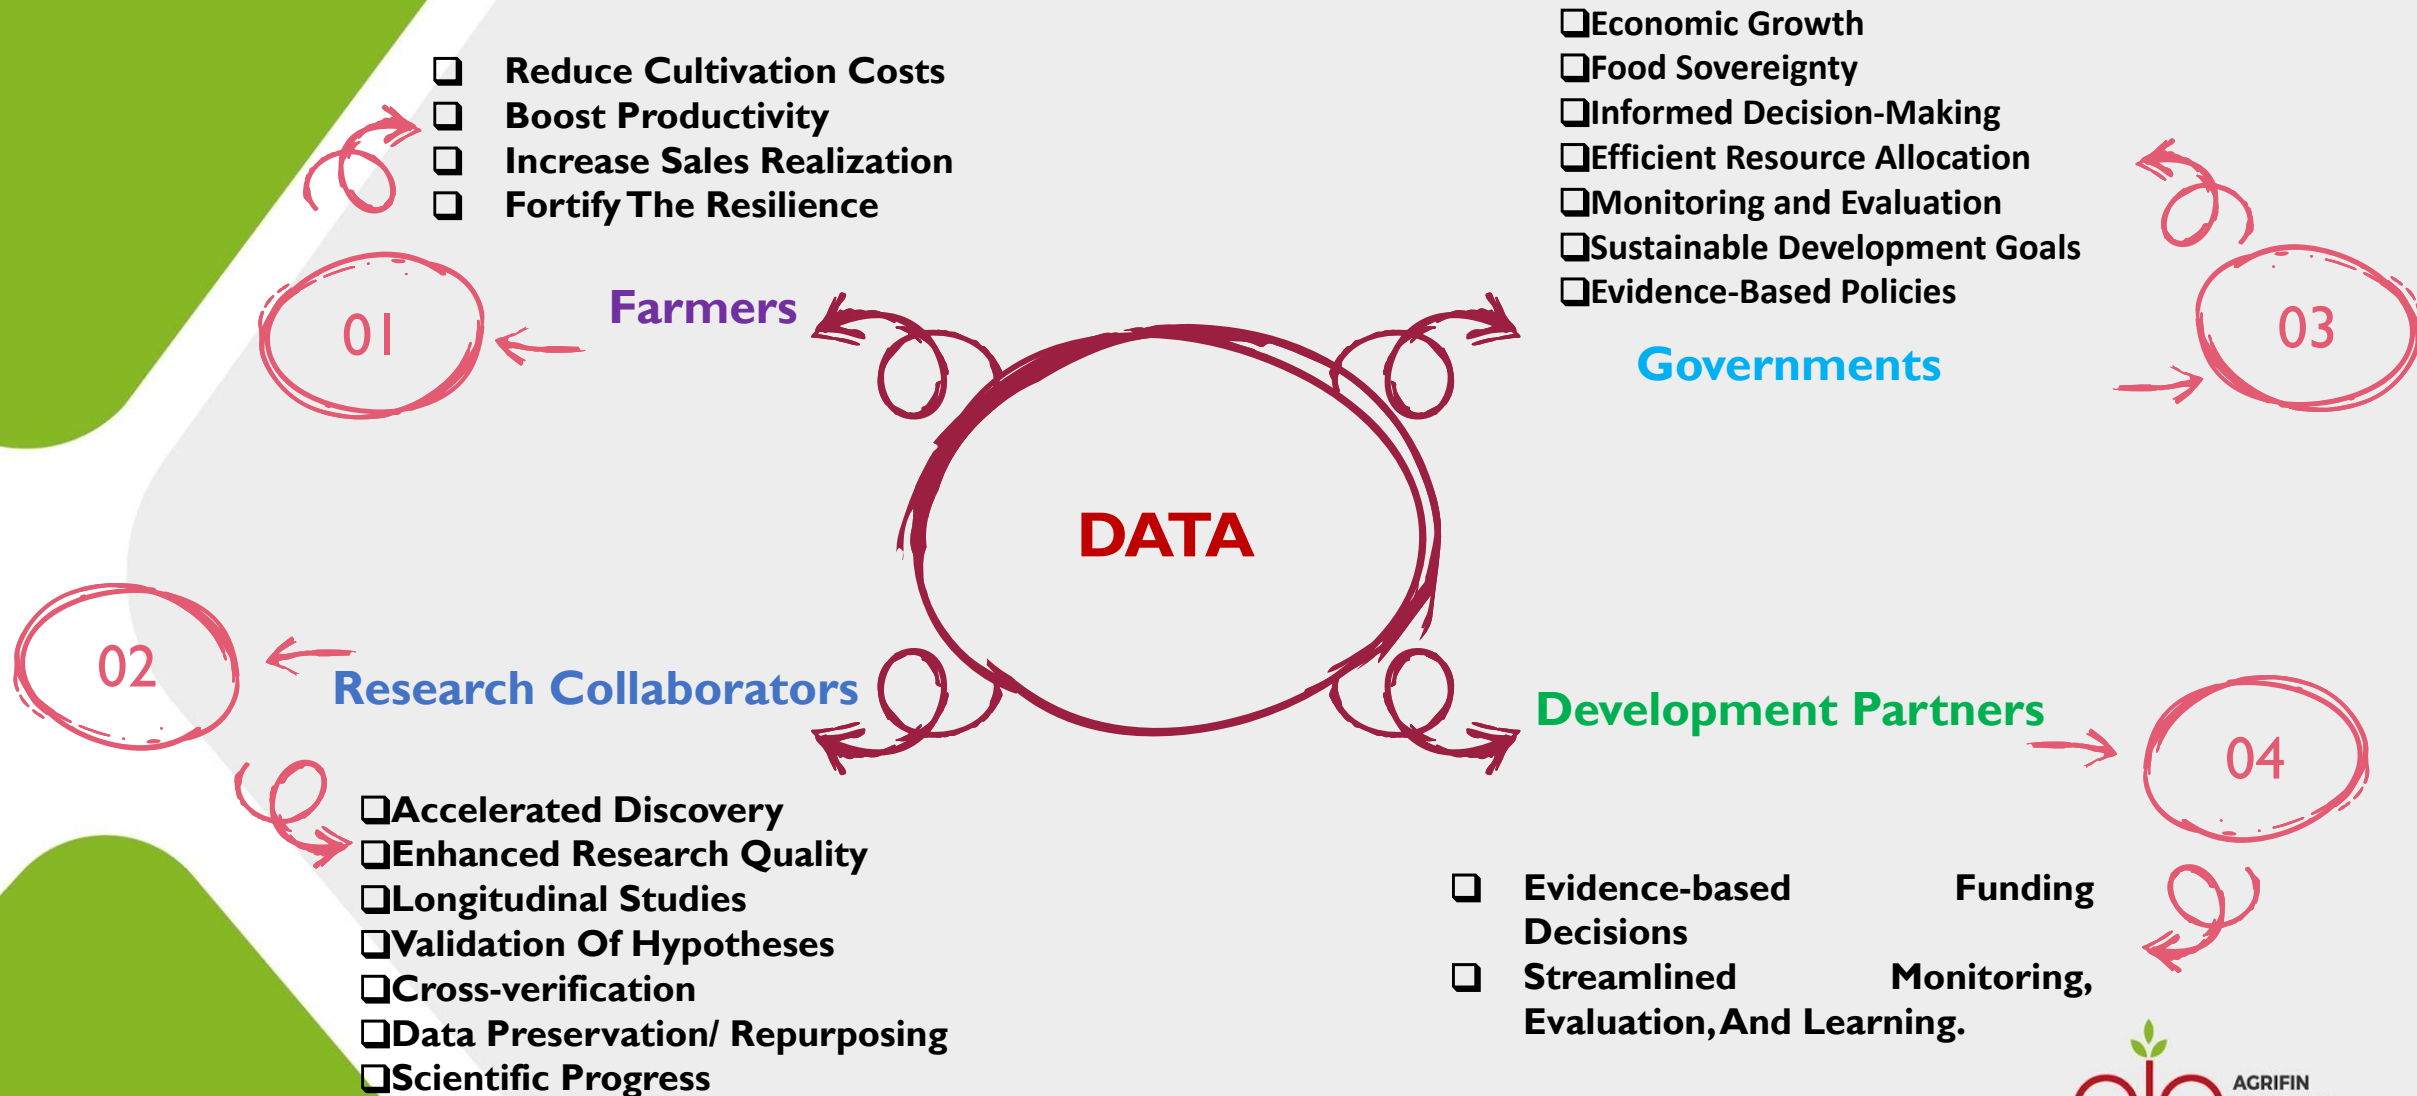 Reduce Cultivation Costs
Boost Productivity
Increase Sales Realization
Fortify The Resilience
01
Farmers
Economic Growth
Food Sovereignty
Informed Decision-Making
Efficient Resource Allocation
Monitoring and Evaluation
Sustainable Development Goals
Evidence-Based Policies
03
Governments
DATA
02
Research Collaborators
Accelerated Discovery
Enhanced Research Quality
Longitudinal Studies
Validation Of Hypotheses
Cross-verification
Data Preservation/ Repurposing
Scientific Progress
Development Partners
04
Evidence-based Funding
Decisions
Streamlined Monitoring,
Evaluation, And Learning.
AGRIFIN